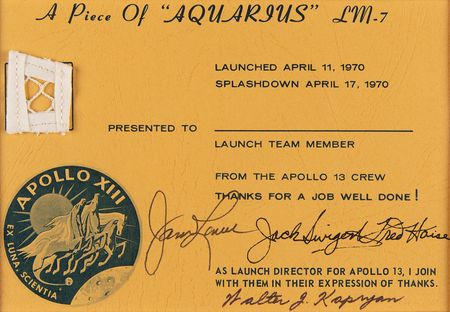 A Piece Of "AQUARIUS" LM-7
LAUNCHED APRIL 11, 1970
SPLASHDOWN APRIL 17, 1970
PRESENTED TO
LAUNCH TEAM MEMBER
FROM THE APOLLO 13 CREW
THANKS FOR A JOB WELL DONE!
APOLLO XIII
EX LUNA, SCIENTIA
James Lovell Jack Swigert Fred Haise
AS LAUNCH DIRECTOR FOR APOLLO 13, I JOIN
WITH THEM IN THEIR EXPRESSION OF THANKS.
Walter J. Kapryan